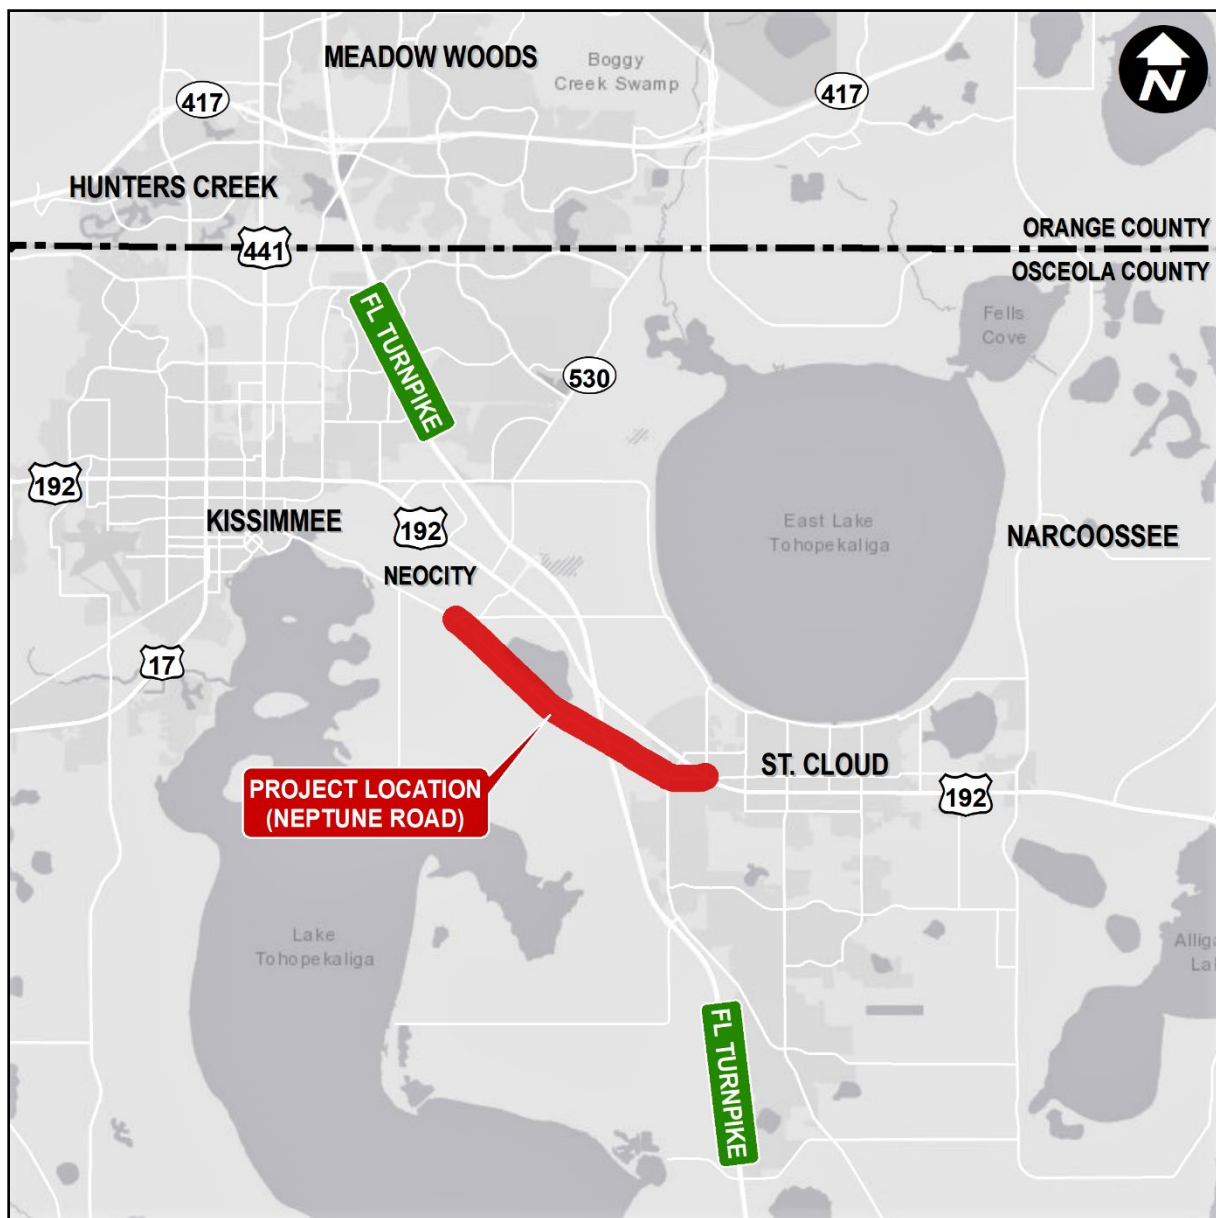 MEADOW WOODS
Boggy
Creek Swamp
N
417
417
HUNTERS CREEK
ORANGE COUNTY
441
OSCEOLA COUNTY
FL TURNPIKE
Fells
Cove
530
192
KISSIMMEE
192
East Lake
Tohopekaliga
NARCOOSSEE
NEOCITY
17
ST. CLOUD
PROJECT LOCATION
(NEPTUNE ROAD)
192
Lake
Tohopekaliga
Alliga
Lak
FL TURNPIKE